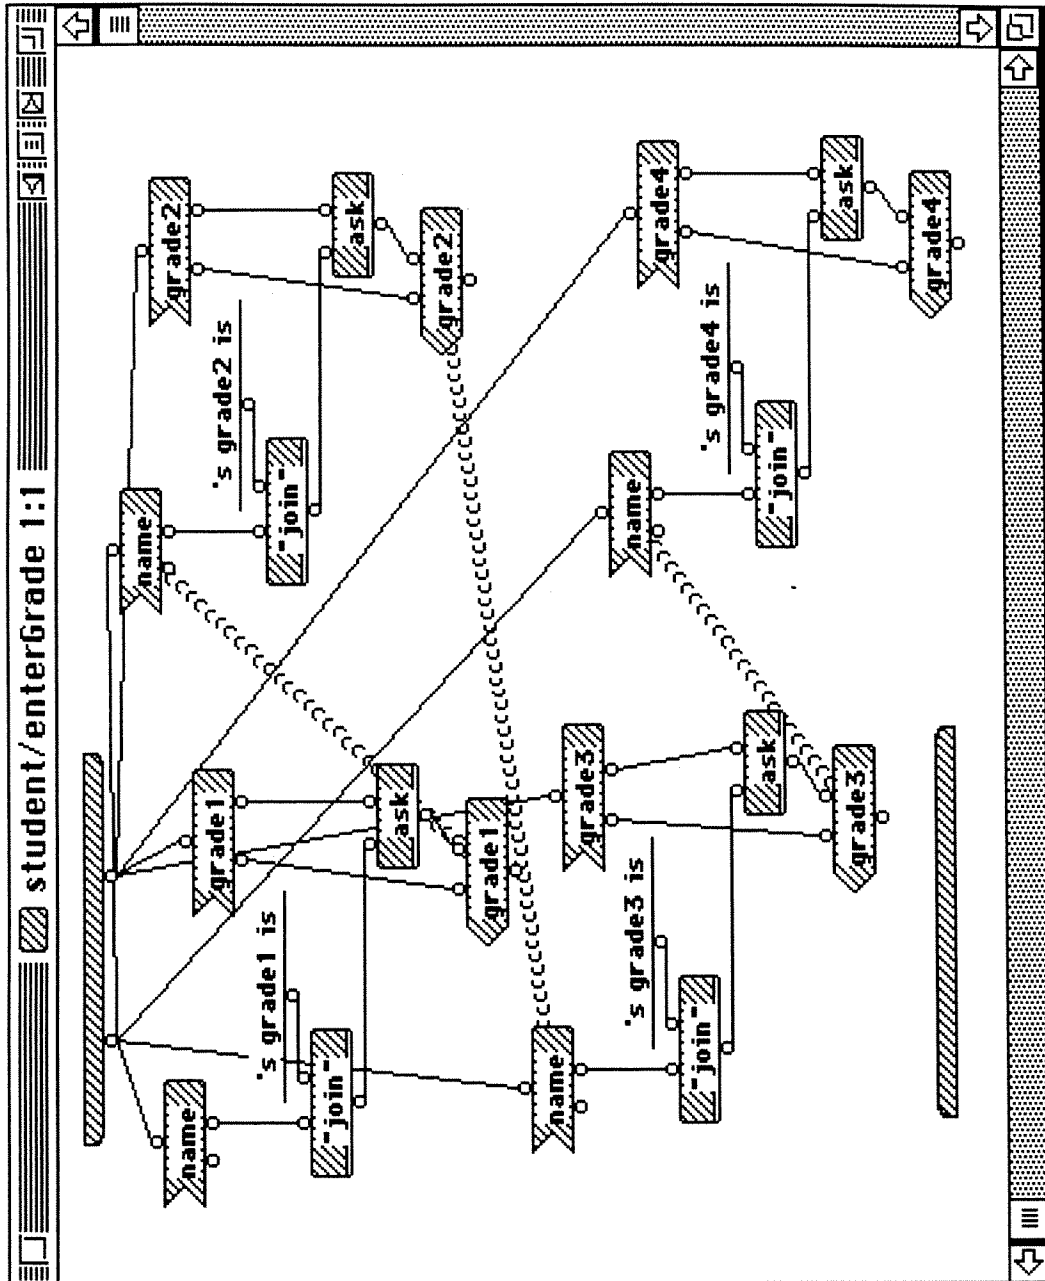 student/enterGrade 1:1
name
grade1
's grade1 is
"join"
ask
grade1
name
grade2
's grade2 is
"join"
ask
grade2
name
grade3
's grade3 is
"join"
ask
grade3
name
grade4
's grade4 is
"join"
ask
grade4